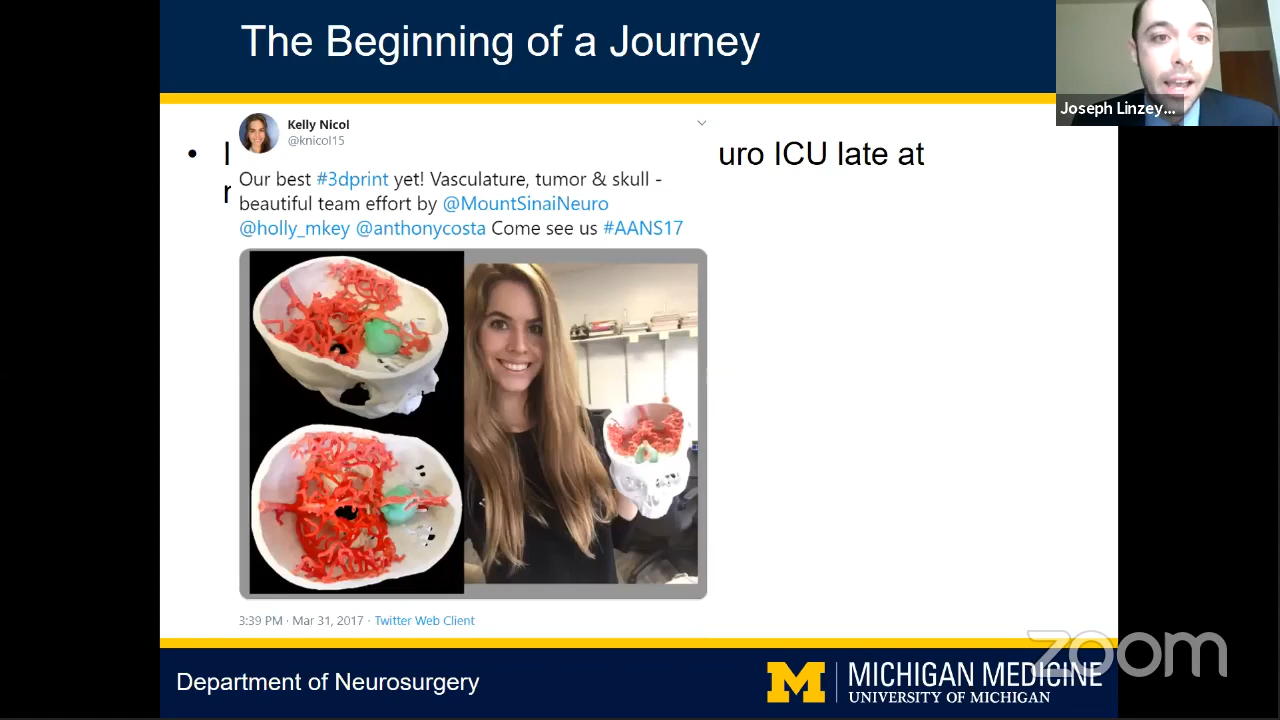 The Beginning of a Journey
Joseph Linzey...
Kelly Nicol
@knicol15
• I
uro ICU late at
Our best #3dprint yet! Vasculature, tumor & skull -
beautiful team effort by @MountSinaiNeuro
@holly_mkey @anthonycosta Come see us #AANS17
3:39 PM · Mar 31, 2017 · Twitter Web Client
Department of Neurosurgery
M
MICHIGAN MEDICINE
UNIVERSITY OF MICHIGAN
zoom